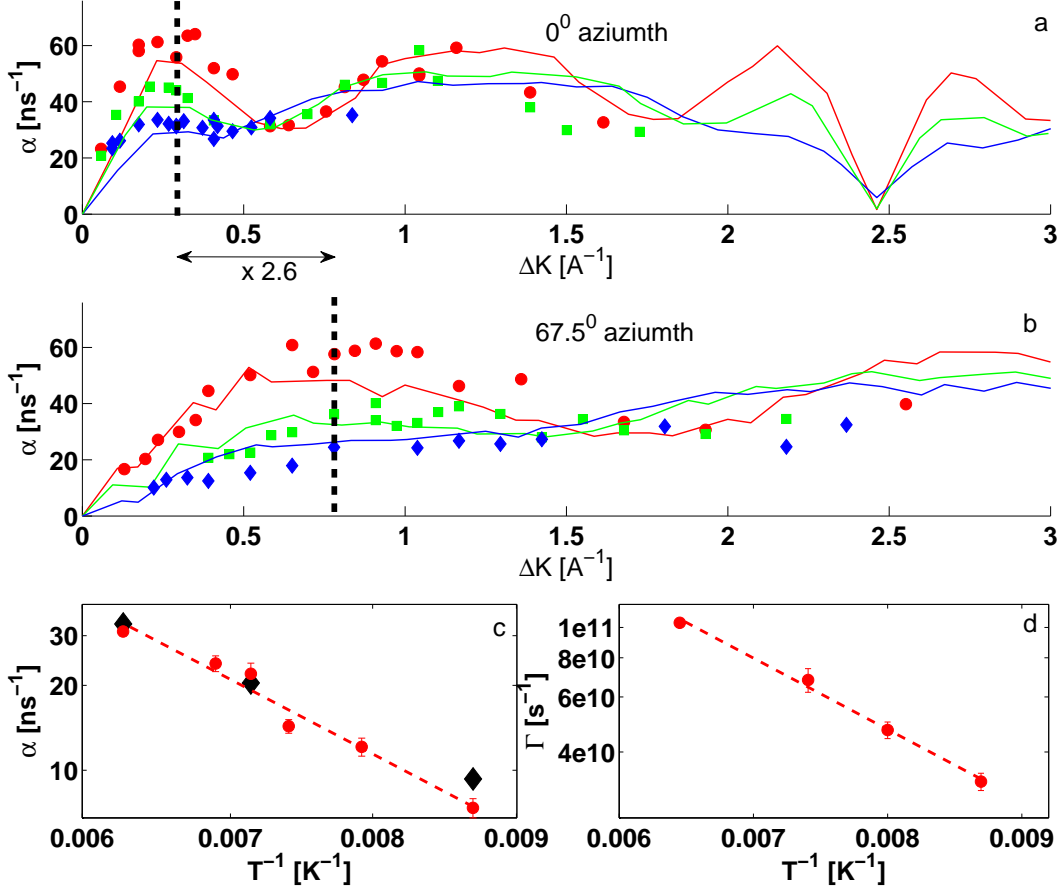 a
0⁰ aziumth
60
40
20
0
α [ns⁻¹]
0 0.5 1 1.5 2 2.5 3
ΔK [A⁻¹]
x 2.6
b
67.5⁰ aziumth
60
40
20
0
α [ns⁻¹]
0 0.5 1 1.5 2 2.5 3
ΔK [A⁻¹]
c
30
20
10
α [ns⁻¹]
0.006 0.007 0.008 0.009
T⁻¹ [K⁻¹]
d
1e11
8e10
6e10
4e10
Γ [s⁻¹]
0.006 0.007 0.008 0.009
T⁻¹ [K⁻¹]